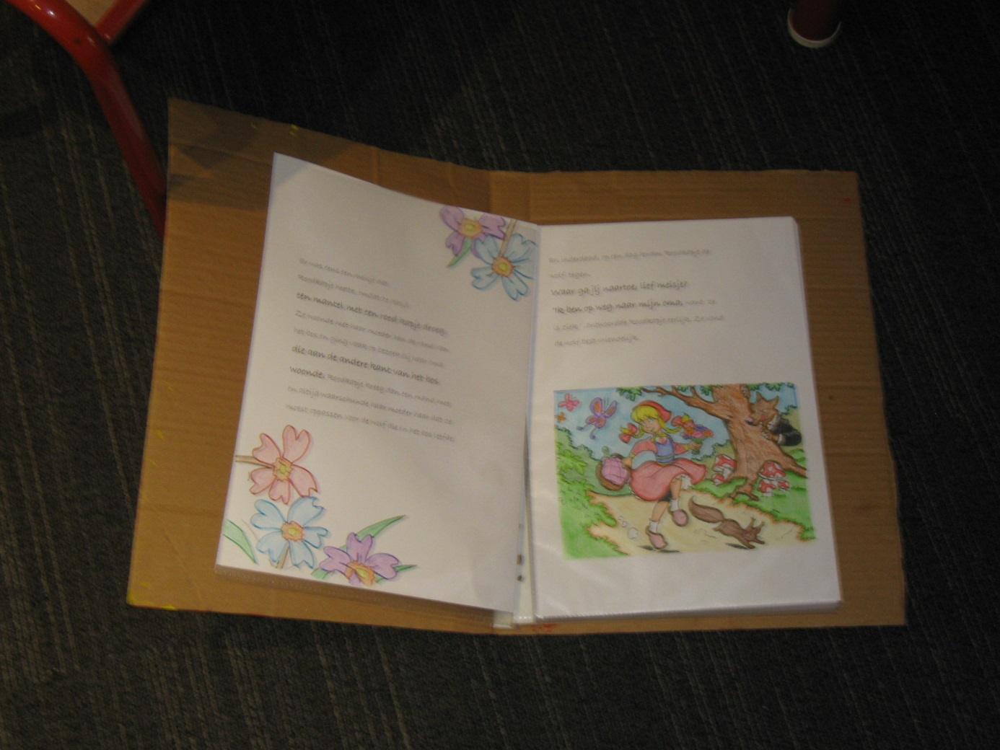 Er was eens een meisje dat
Roodkapje heette, omdat ze altijd
een mantel met een rood kapje droeg.
Ze woonde met haar moeder aan de rand van
het bos en ging vaak op bezoek bij haar oma
die aan de andere kant van het bos
woonde. Roodkapje kreeg dan een mand mee
en altijd waarschuwde haar moeder haar dat ze
moest oppassen voor de wolf die in het bos leefde.
En inderdaad, op een dag kwam Roodkapje de
wolf tegen.
'Waar ga jij naartoe, lief meisje?'
'Ik ben op weg naar mijn oma, want ze
is ziek' antwoordde Roodkapje eerlijk. Ze vond
de wolf best vriendelijk.